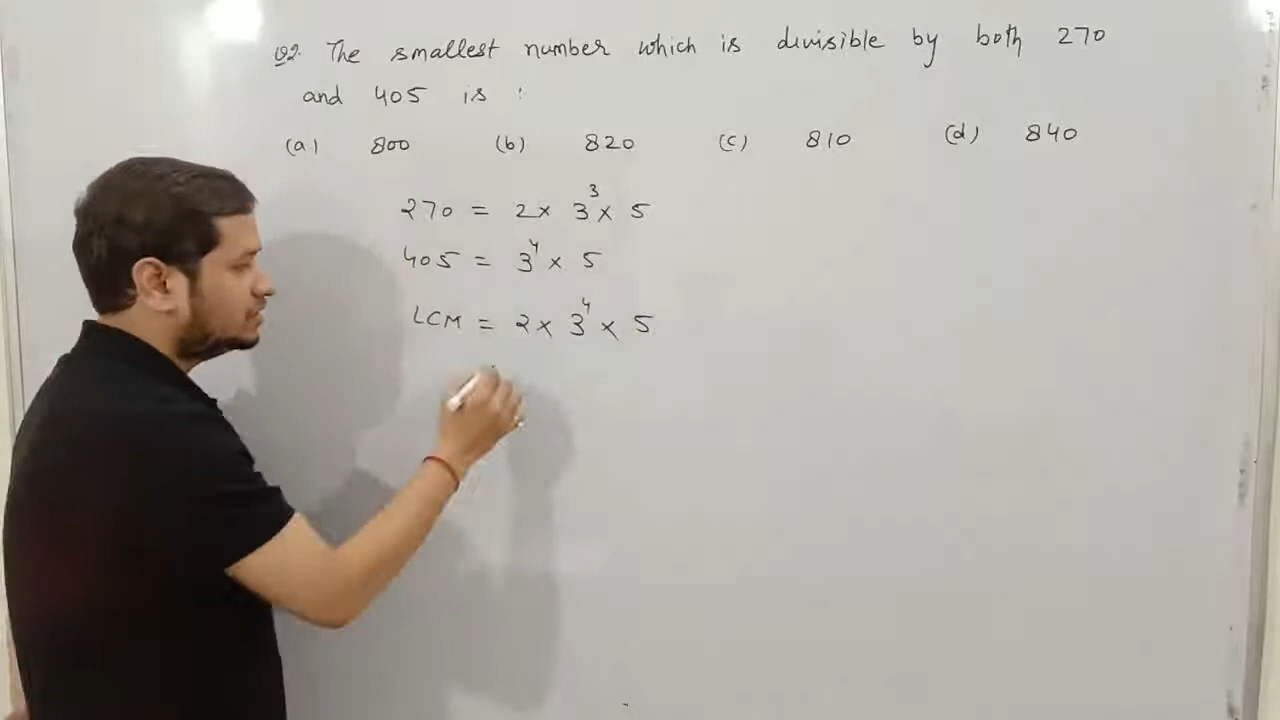 Q2. The smallest number which is divisible by both 270
and 405 is :
(a) 800 (b) 820 (c) 810 (d) 840
270 = 2 × 3³ × 5
405 = 3⁴ × 5
LCM = 2 × 3⁴ × 5